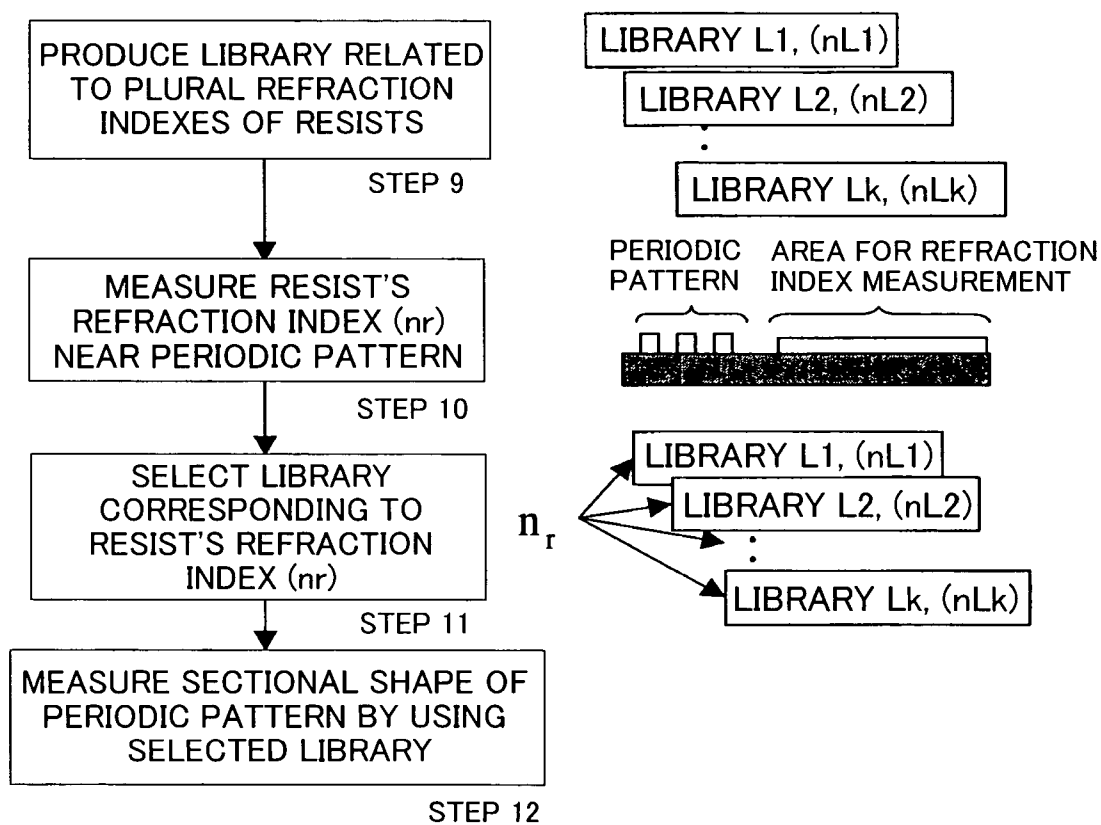 PRODUCE LIBRARY RELATED
TO PLURAL REFRACTION
INDEXES OF RESISTS
STEP 9
LIBRARY L1, (nL1)
LIBRARY L2, (nL2)
LIBRARY Lk, (nLk)
MEASURE RESIST'S
REFRACTION INDEX (nr)
NEAR PERIODIC PATTERN
STEP 10
PERIODIC
PATTERN
AREA FOR REFRACTION
INDEX MEASUREMENT
SELECT LIBRARY
CORRESPONDING TO
RESIST'S REFRACTION
INDEX (nr)
STEP 11
nr
LIBRARY L1, (nL1)
LIBRARY L2, (nL2)
LIBRARY Lk, (nLk)
MEASURE SECTIONAL SHAPE OF
PERIODIC PATTERN BY USING
SELECTED LIBRARY
STEP 12